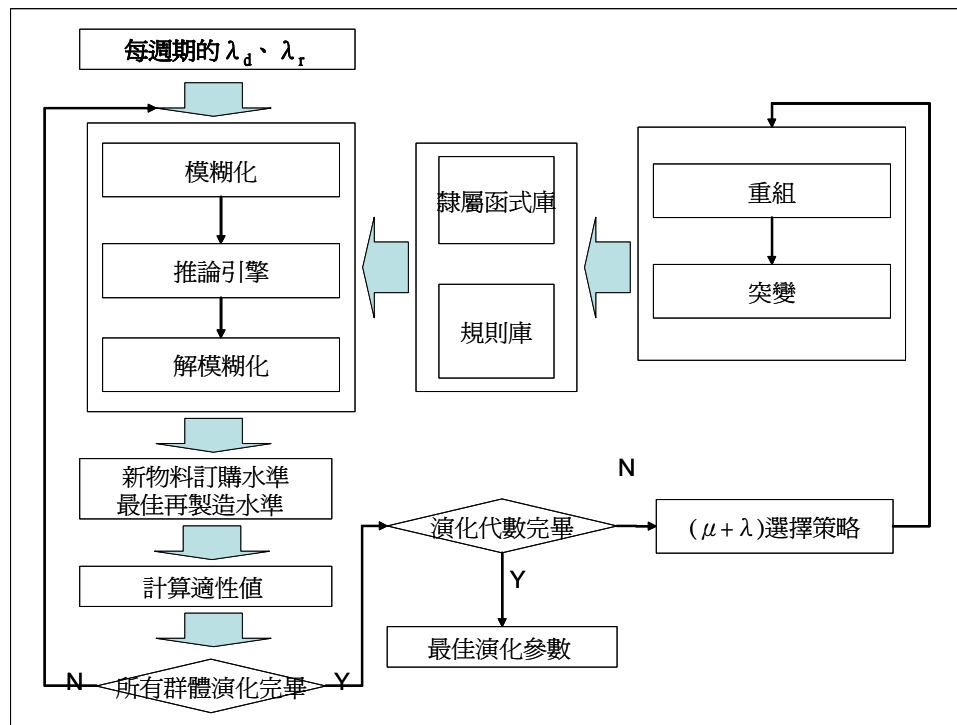 每週期的λd、λr
模糊化
推論引擎
解模糊化
隸屬函式庫
規則庫
重組
突變
新物料訂購水準
最佳再製造水準
計算適性值
所有群體演化完畢
N
Y
演化代數完畢
N
Y
(μ+λ)選擇策略
最佳演化參數